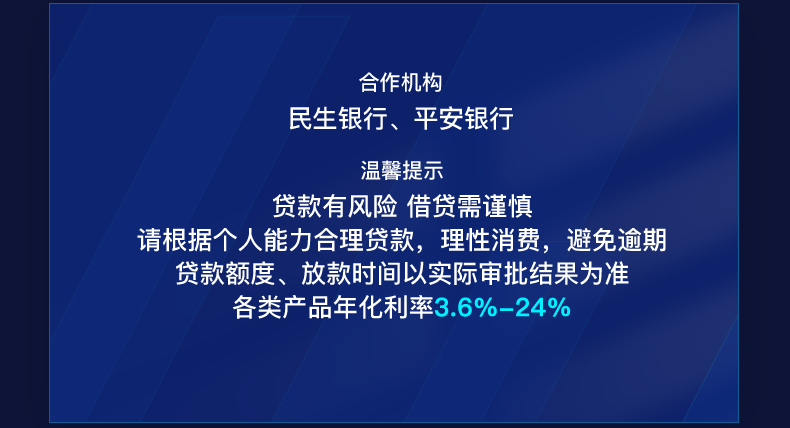 合作机构
民生银行、平安银行
温馨提示
贷款有风险 借贷需谨慎
请根据个人能力合理贷款，理性消费，避免逾期
贷款额度、放款时间以实际审批结果为准
各类产品年化利率3.6%–24%